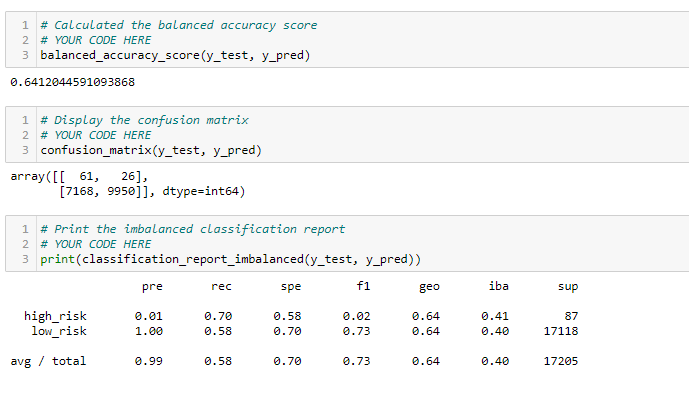 1 # Calculated the balanced accuracy score
2 # YOUR CODE HERE
3 balanced_accuracy_score(y_test, y_pred)
0.6412044591093868
1 # Display the confusion matrix
2 # YOUR CODE HERE
3 confusion_matrix(y_test, y_pred)
array([[  61,   26],
       [7168, 9950]], dtype=int64)
1 # Print the imbalanced classification report
2 # YOUR CODE HERE
3 print(classification_report_imbalanced(y_test, y_pred))
pre rec spe f1 geo iba sup
high_risk 0.01 0.70 0.58 0.02 0.64 0.41 87
low_risk 1.00 0.58 0.70 0.73 0.64 0.40 17118
avg / total 0.99 0.58 0.70 0.73 0.64 0.40 17205